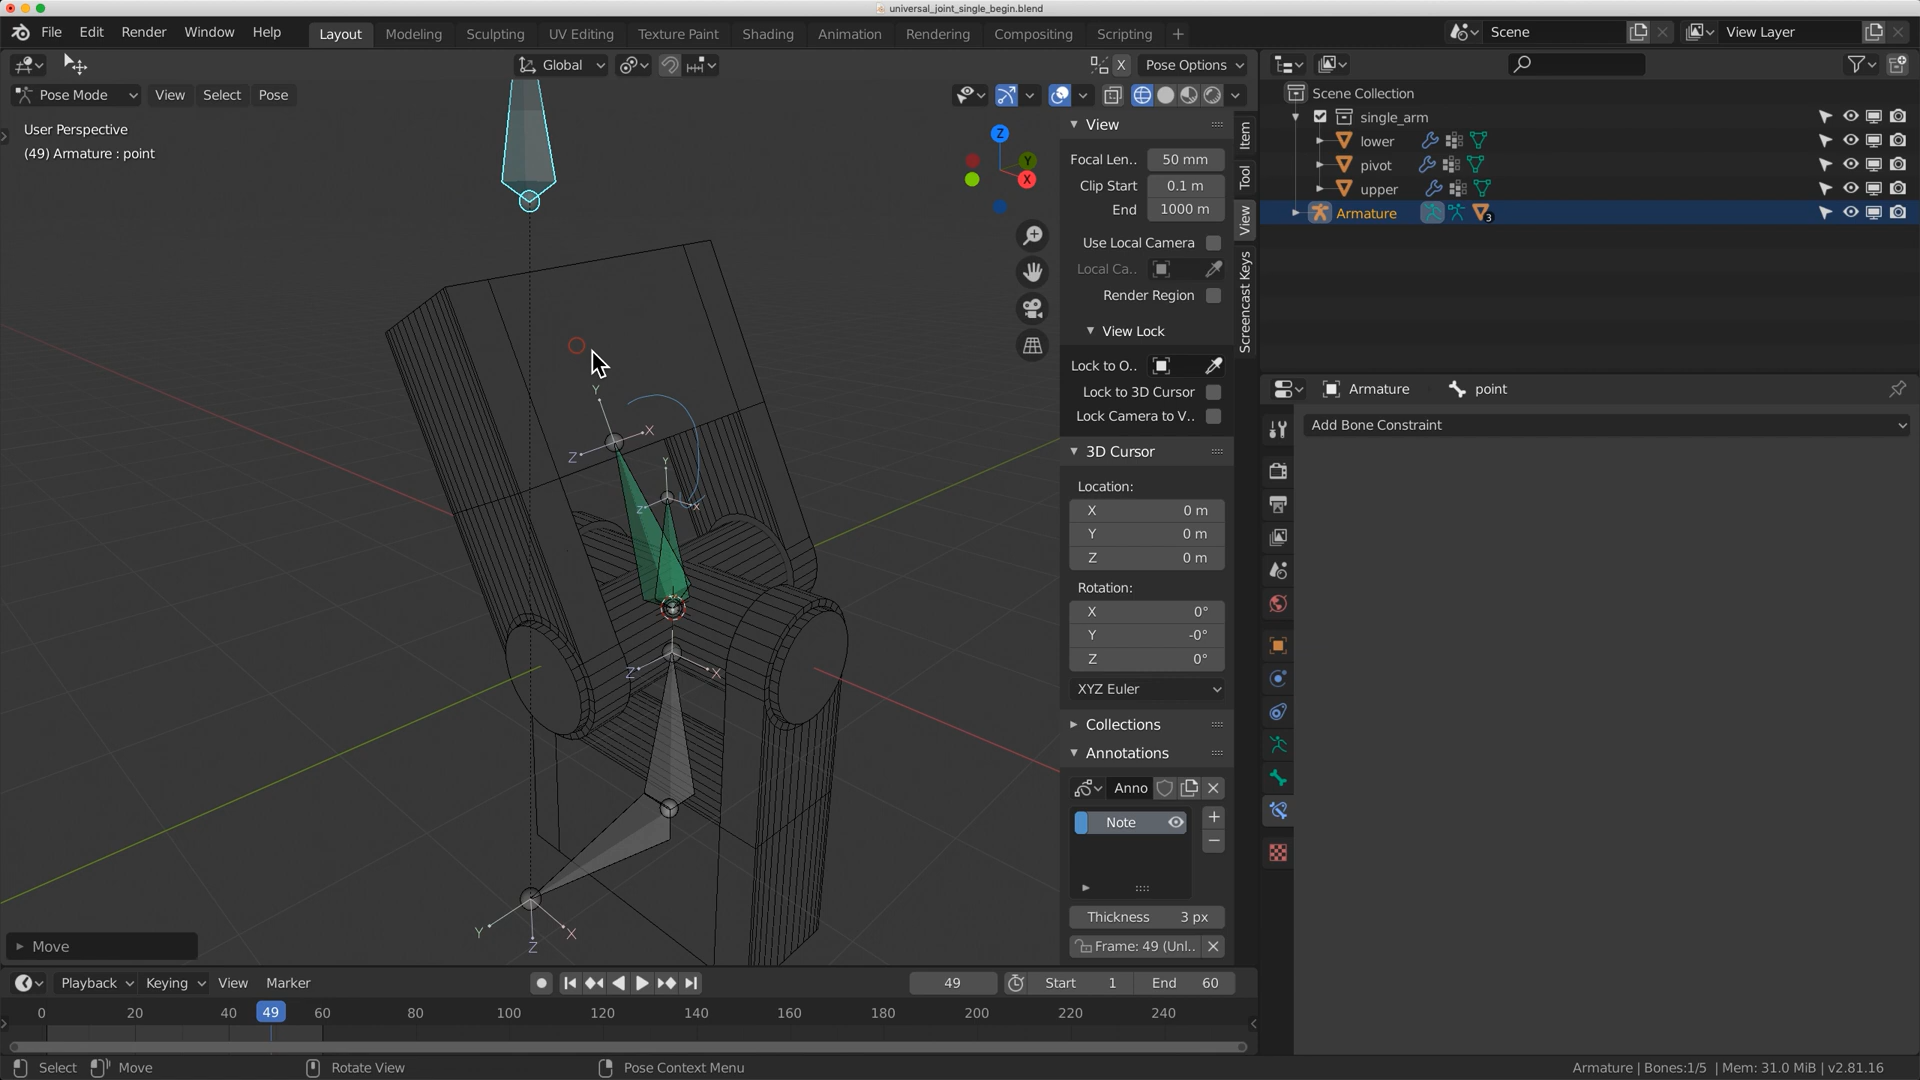 universal_joint_single_begin.blend
File Edit Render Window Help Layout Modeling Sculpting UV Editing Texture Paint Shading Animation Rendering Compositing Scripting + Scene View Layer
Global X Pose Options
Pose Mode View Select Pose
User Perspective
(49) Armature : point
Z
Y
X
Y
X
Z
Y
Z
X
Z
X
Y
Z
X
Move
View
Focal Len.. 50 mm
Clip Start 0.1 m
End 1000 m
Use Local Camera
Local Ca..
Render Region
View Lock
Lock to O..
Lock to 3D Cursor
Lock Camera to V..
3D Cursor
Location:
X 0 m
Y 0 m
Z 0 m
Rotation:
X 0°
Y -0°
Z 0°
XYZ Euler
Collections
Annotations
Anno
Note
Thickness 3 px
Frame: 49 (Unl..
Item
Tool
View
Screencast Keys
Scene Collection
single_arm
lower
pivot
upper
Armature 3
Armature point
Add Bone Constraint
Playback Keying View Marker 49 Start 1 End 60
0 20 40 49 60 80 100 120 140 160 180 200 220 240
Select Move Rotate View Pose Context Menu Armature | Bones:1/5 | Mem: 31.0 MiB | v2.81.16